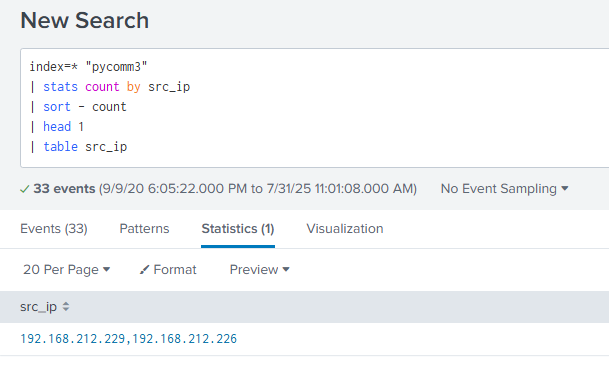 New Search
index=* "pycomm3"
| stats count by src_ip
| sort - count
| head 1
| table src_ip
33 events (9/9/20 6:05:22.000 PM to 7/31/25 11:01:08.000 AM) No Event Sampling
Events (33) Patterns Statistics (1) Visualization
20 Per Page Format Preview
src_ip
192.168.212.229,192.168.212.226